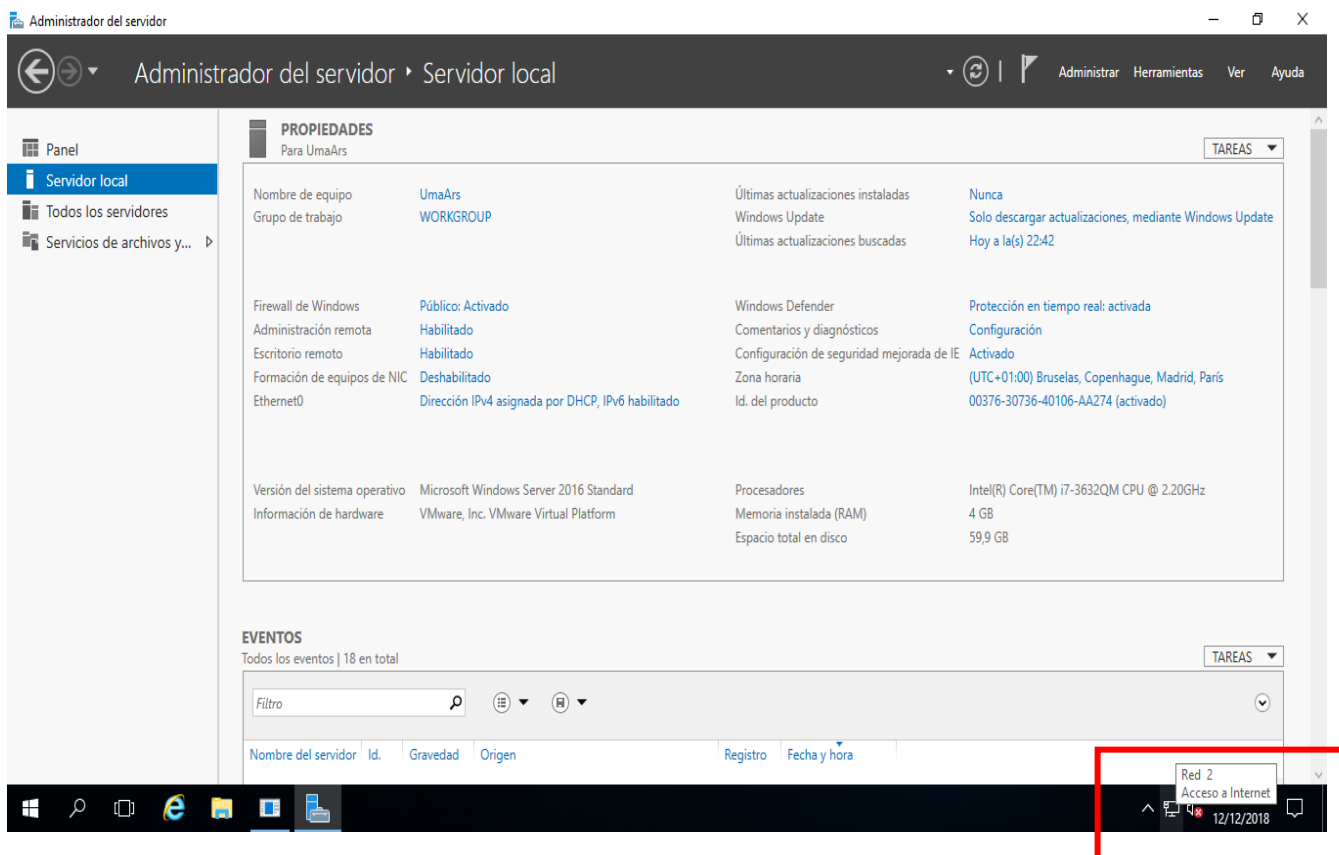 Administrador del servidor
Administrador del servidor ‣ Servidor local
Administrar Herramientas Ver Ayuda
Panel
Servidor local
Todos los servidores
Servicios de archivos y...
PROPIEDADES
Para UmaArs
TAREAS
Nombre de equipo UmaArs
Grupo de trabajo WORKGROUP
Últimas actualizaciones instaladas Nunca
Windows Update Solo descargar actualizaciones, mediante Windows Update
Últimas actualizaciones buscadas Hoy a la(s) 22:42
Firewall de Windows Público: Activado
Administración remota Habilitado
Escritorio remoto Habilitado
Formación de equipos de NIC Deshabilitado
Ethernet0 Dirección IPv4 asignada por DHCP, IPv6 habilitado
Windows Defender Protección en tiempo real: activada
Comentarios y diagnósticos Configuración
Configuración de seguridad mejorada de IE Activado
Zona horaria (UTC+01:00) Bruselas, Copenhague, Madrid, París
Id. del producto 00376-30736-40106-AA274 (activado)
Versión del sistema operativo Microsoft Windows Server 2016 Standard
Información de hardware VMware, Inc. VMware Virtual Platform
Procesadores Intel(R) Core(TM) i7-3632QM CPU @ 2.20GHz
Memoria instalada (RAM) 4 GB
Espacio total en disco 59,9 GB
EVENTOS
Todos los eventos | 18 en total
TAREAS
Filtro
Nombre del servidor Id. Gravedad Origen Registro Fecha y hora
Red 2
Acceso a Internet
12/12/2018